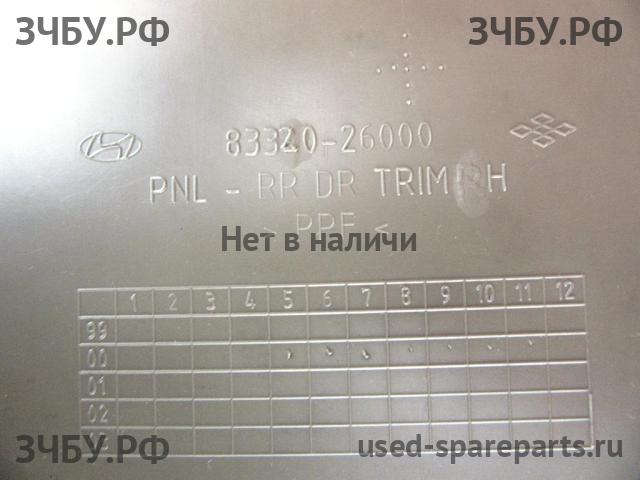 ЗЧБУ.РФ ЗЧБУ.РФ
83320-26000
PNL - RR DR TRIM RH
> PPF <
Нет в наличи
1 2 3 4 5 6 7 8 9 10 11 12
99
00
01
02
ЗЧБУ.РФ used-spareparts.ru